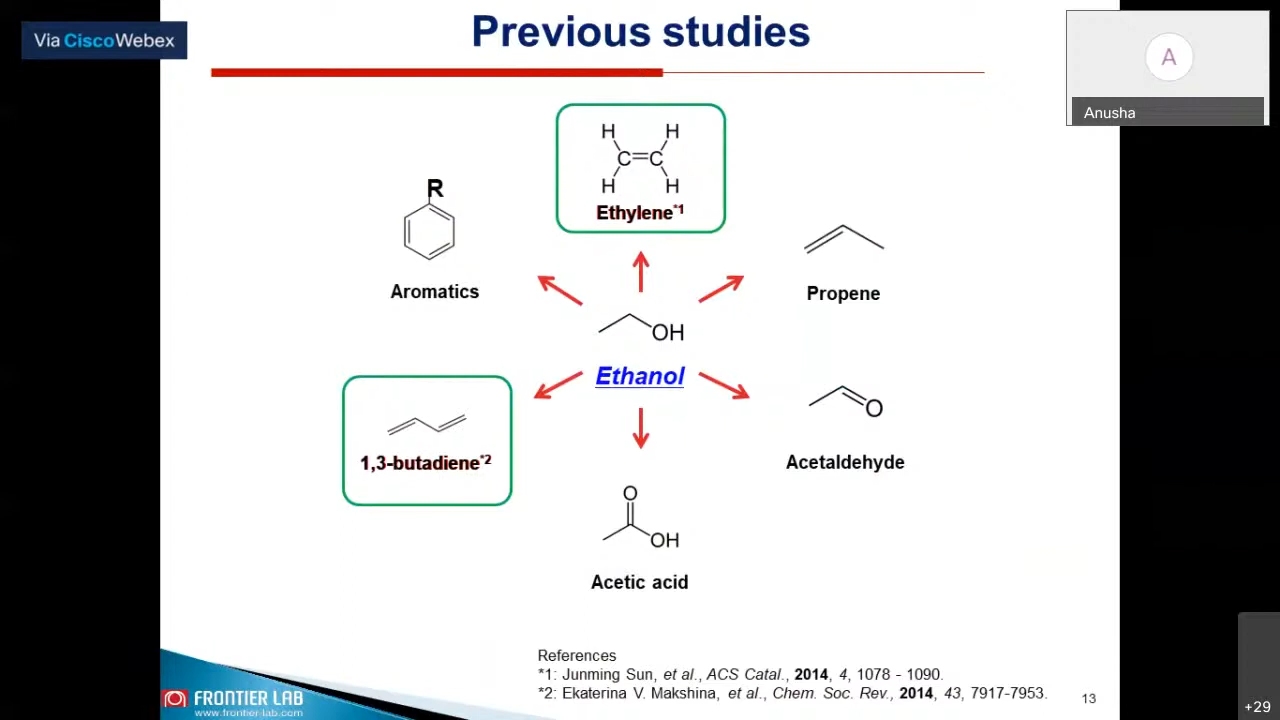 Via CiscoWebex
Previous studies
A
Anusha
H H
C=C
H H
Ethylene*1
R
Aromatics
Propene
OH
Ethanol
1,3-butadiene*2
O
Acetaldehyde
O
OH
Acetic acid
References
*1: Junming Sun, et al., ACS Catal., 2014, 4, 1078 - 1090.
*2: Ekaterina V. Makshina, et al., Chem. Soc. Rev., 2014, 43, 7917-7953.
13
FRONTIER LAB
www.frontier-lab.com
+29